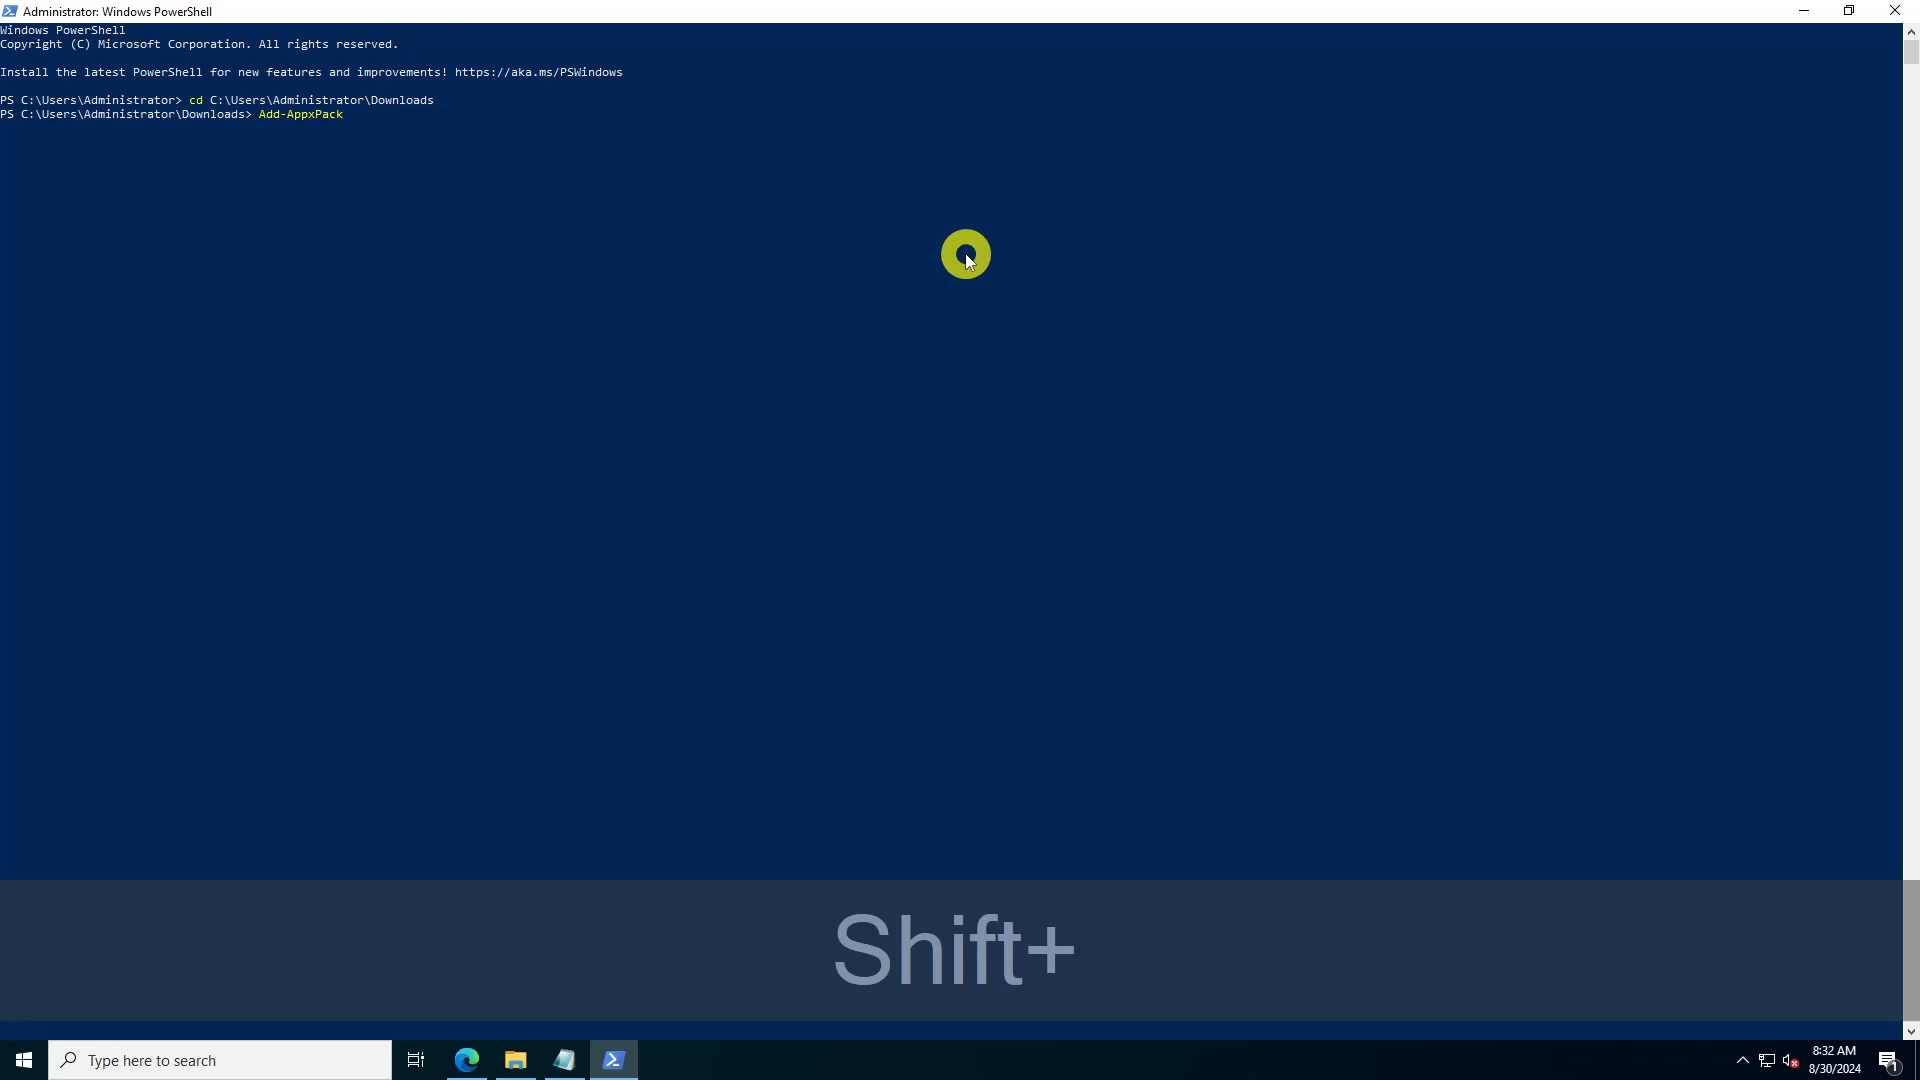 Administrator: Windows PowerShell
Windows PowerShell
Copyright (C) Microsoft Corporation. All rights reserved.
Install the latest PowerShell for new features and improvements! https://aka.ms/PSWindows
PS C:\Users\Administrator> cd C:\Users\Administrator\Downloads
PS C:\Users\Administrator\Downloads> Add-AppxPack
Shift+
Type here to search
8:32 AM
8/30/2024
1